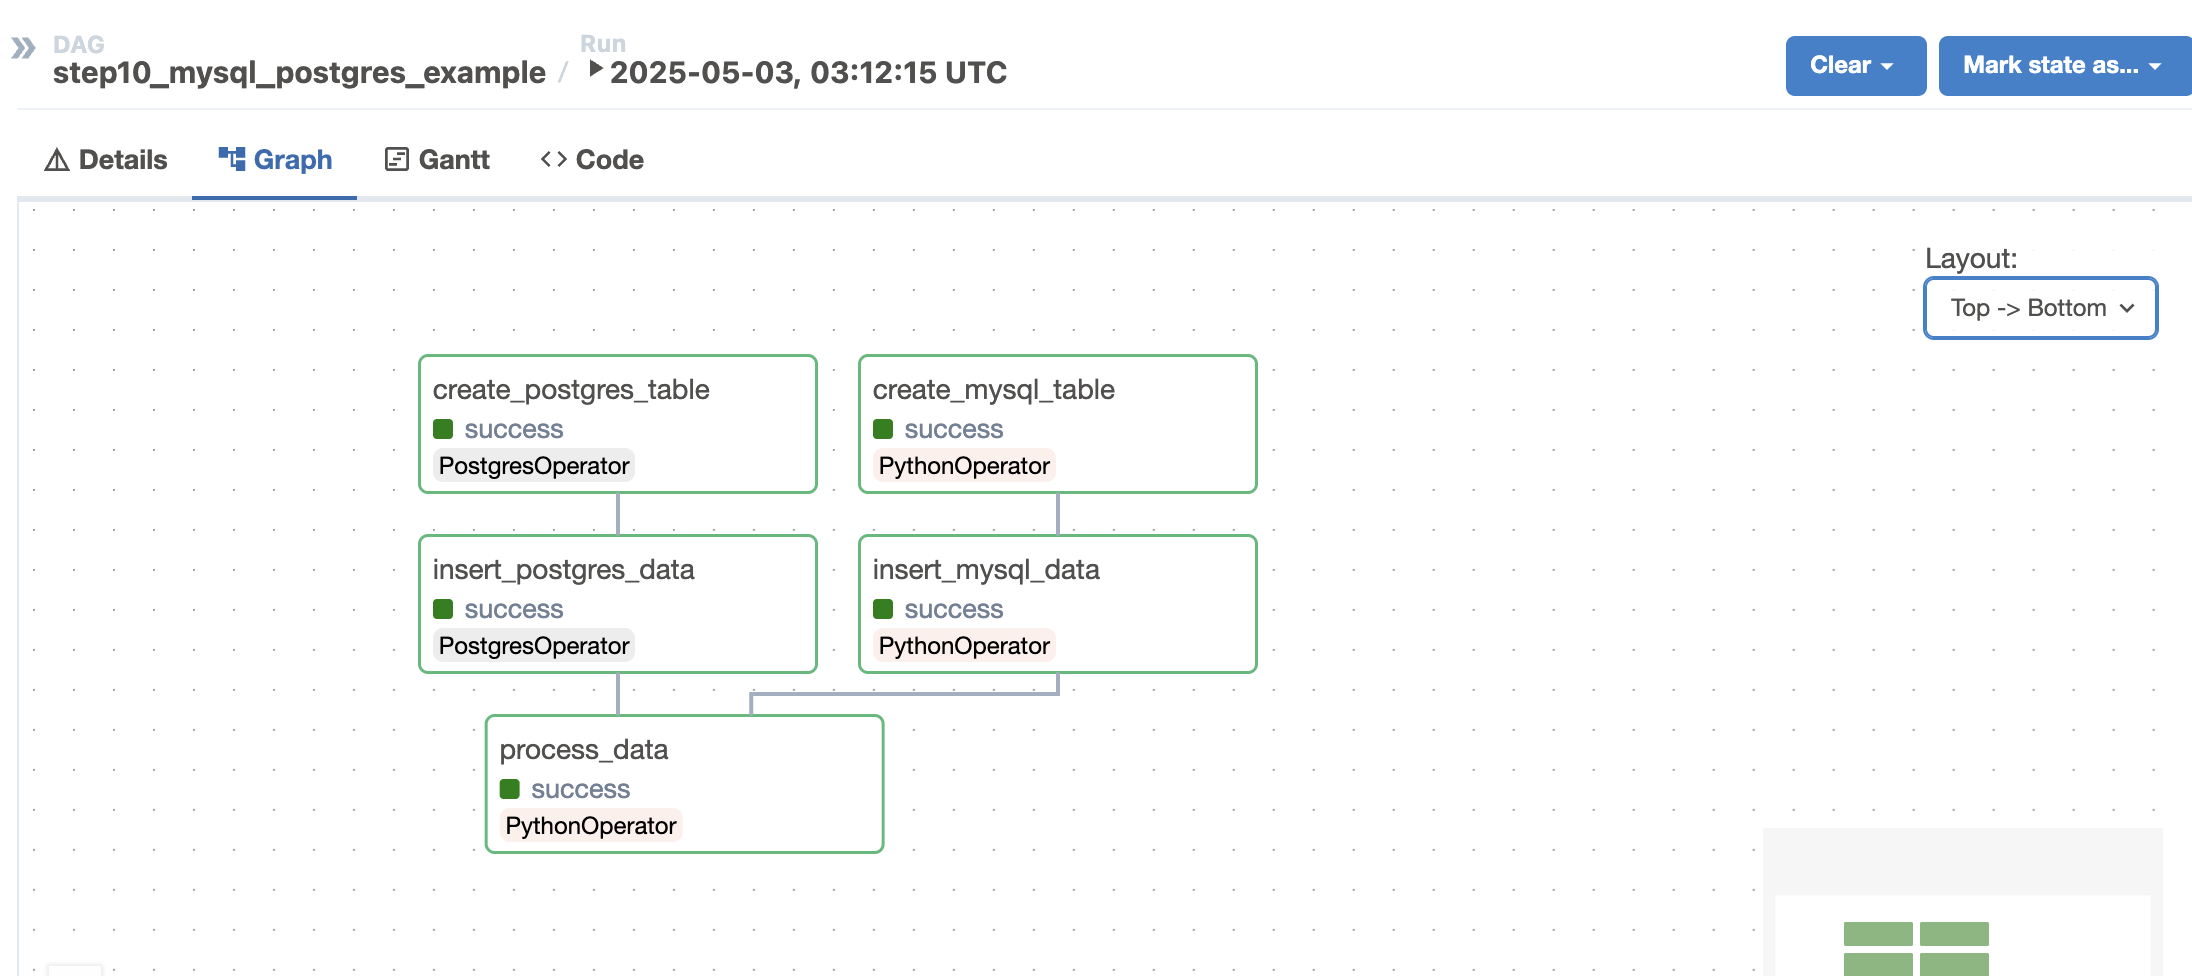 DAG
step10_mysql_postgres_example / 
Run
2025-05-03, 03:12:15 UTC
Clear
Mark state as...
Details
Graph
Gantt
Code
Layout:
Top -> Bottom
create_postgres_table
success
PostgresOperator
create_mysql_table
success
PythonOperator
insert_postgres_data
success
PostgresOperator
insert_mysql_data
success
PythonOperator
process_data
success
PythonOperator